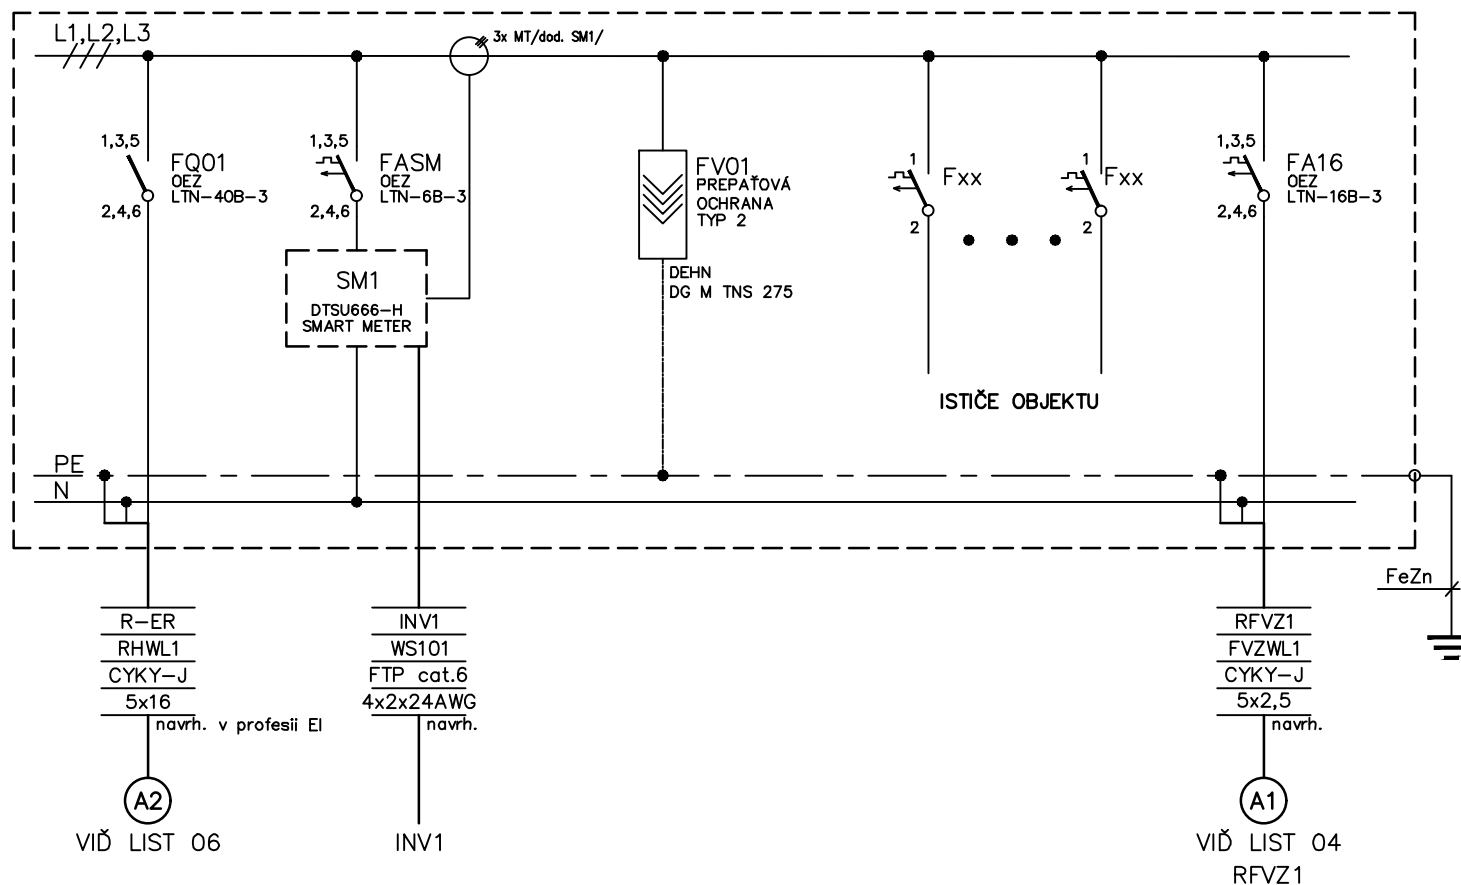 L1,L2,L3
3x MT/dod. SM1/
1,3,5
FQ01
OEZ
LTN-40B-3
2,4,6
1,3,5
FASM
OEZ
LTN-6B-3
2,4,6
SM1
DTSU666-H
SMART METER
FV01
PREPAŤOVÁ
OCHRANA
TYP 2
DEHN
DG M TNS 275
1
Fxx
2
1
Fxx
2
ISTIČE OBJEKTU
1,3,5
FA16
OEZ
LTN-16B-3
2,4,6
PE
N
FeZn
R-ER
RHWL1
CYKY-J
5x16
navrh. v profesii El
A2
VIĎ LIST 06
INV1
WS101
FTP cat.6
4x2x24AWG
navrh.
INV1
RFVZ1
FVZWL1
CYKY-J
5x2,5
navrh.
A1
VIĎ LIST 04
RFVZ1